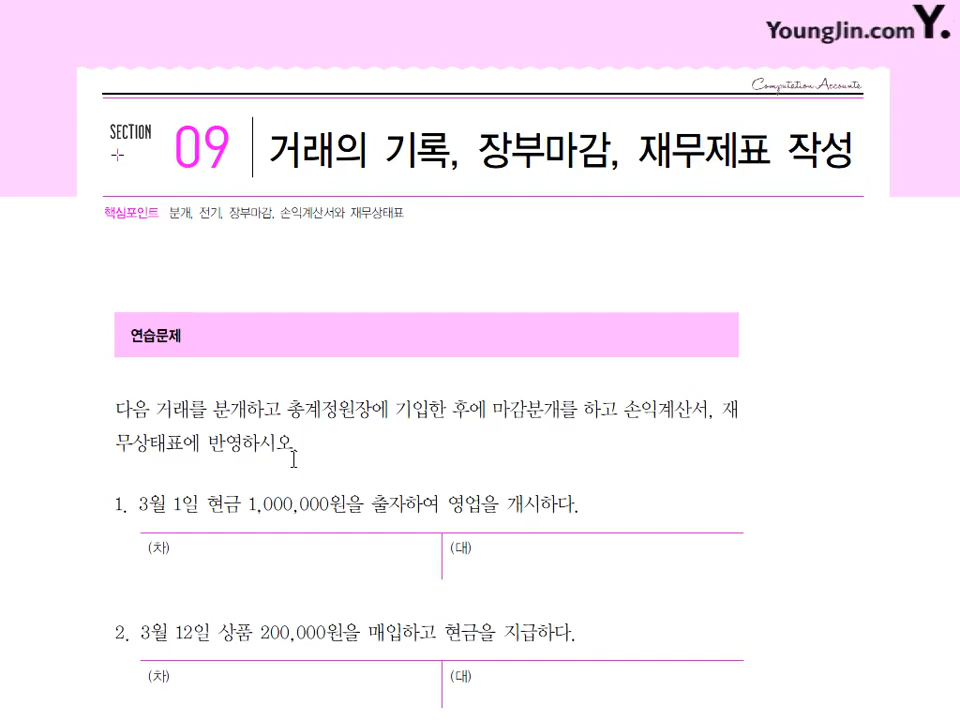 YoungJin.com Y.
Computation Accounts
SECTION 09 거래의 기록, 장부마감, 재무제표 작성
핵심포인트 분개, 전기, 장부마감, 손익계산서와 재무상태표
연습문제
다음 거래를 분개하고 총계정원장에 기입한 후에 마감분개를 하고 손익계산서, 재
무상태표에 반영하시오.
1. 3월 1일 현금 1,000,000원을 출자하여 영업을 개시하다.
(차) (대)
2. 3월 12일 상품 200,000원을 매입하고 현금을 지급하다.
(차) (대)